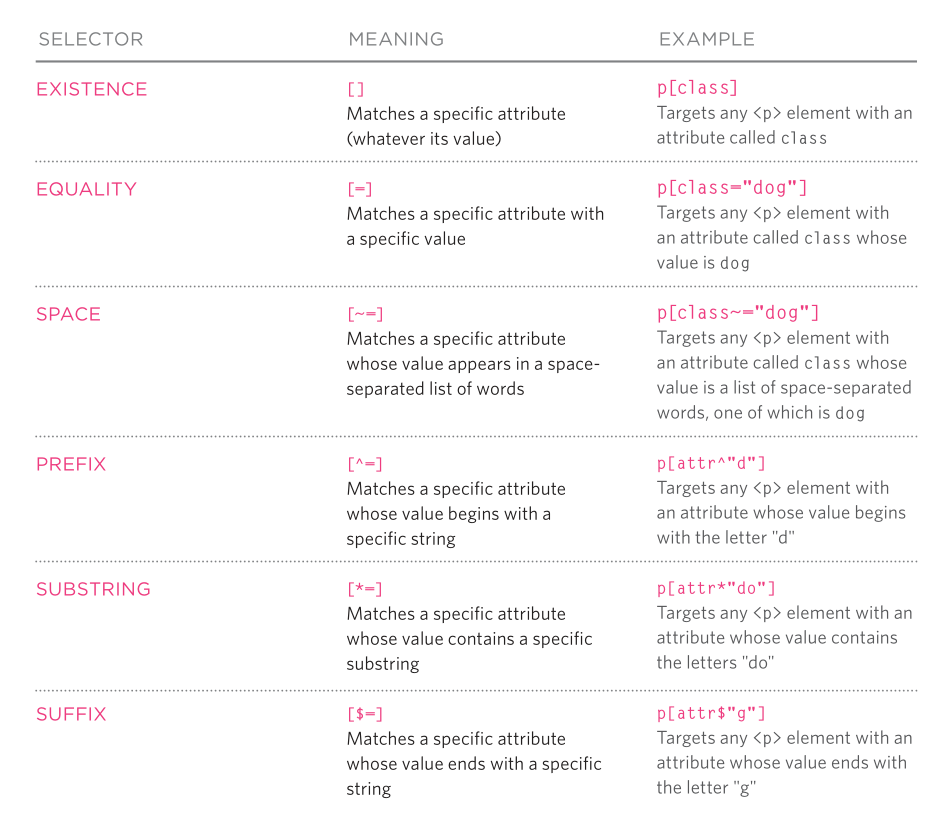 SELECTOR MEANING EXAMPLE
EXISTENCE [] p[class]
Matches a specific attribute Targets any <p> element with an
(whatever its value) attribute called class
EQUALITY [=] p[class="dog"]
Matches a specific attribute with Targets any <p> element with
a specific value an attribute called class whose
value is dog
SPACE [~=] p[class~="dog"]
Matches a specific attribute Targets any <p> element with
whose value appears in a space- an attribute called class whose
separated list of words value is a list of space-separated
words, one of which is dog
PREFIX [^=] p[attr^"d"]
Matches a specific attribute Targets any <p> element with
whose value begins with a an attribute whose value begins
specific string with the letter "d"
SUBSTRING [*=] p[attr*"do"]
Matches a specific attribute Targets any <p> element with an
whose value contains a specific attribute whose value contains
substring the letters "do"
SUFFIX [$=] p[attr$"g"]
Matches a specific attribute Targets any <p> element with an
whose value ends with a specific attribute whose value ends with
string the letter "g"